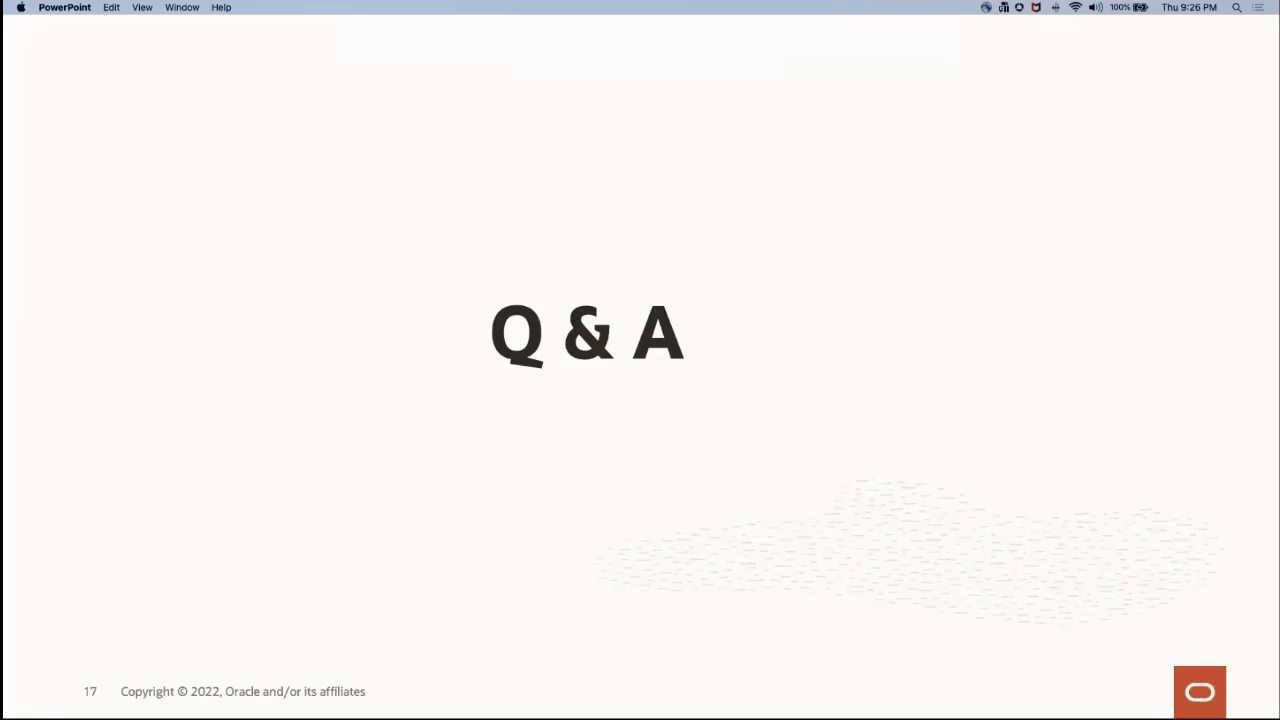 PowerPoint Edit View Window Help 100% Thu 9:26 PM
Q & A
17 Copyright © 2022, Oracle and/or its affiliates